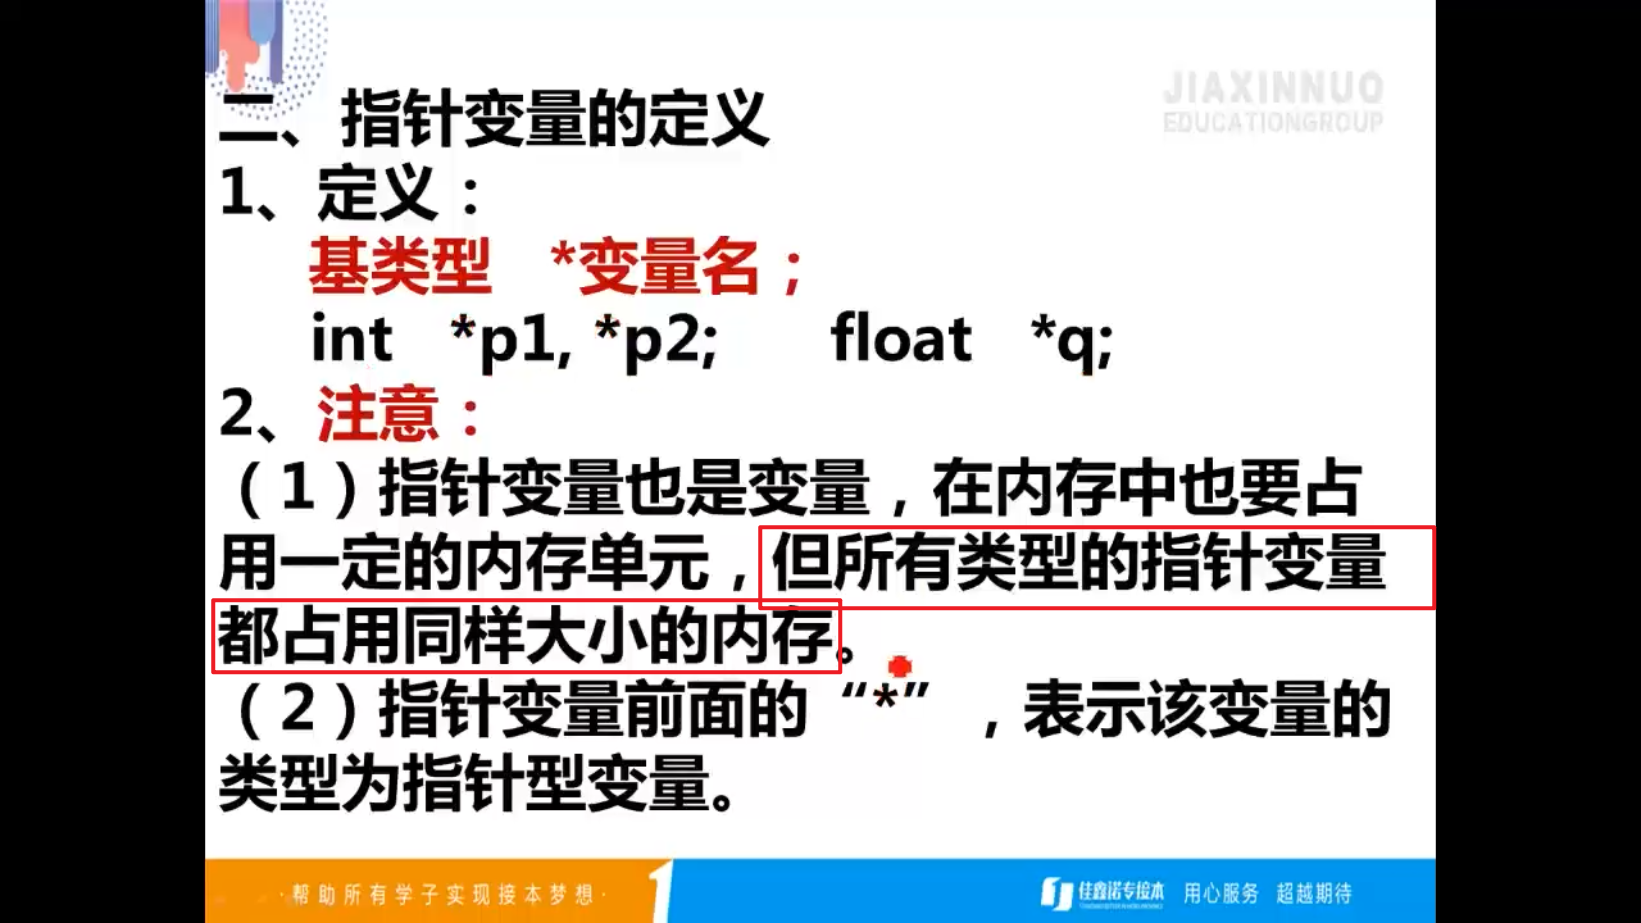 JIAXINNUO
EDUCATIONGROUP
二、指针变量的定义
1、定义：
基类型 *变量名；
int *p1, *p2; float *q;
2、注意：
（1）指针变量也是变量，在内存中也要占
用一定的内存单元，但所有类型的指针变量
都占用同样大小的内存。
（2）指针变量前面的“*”，表示该变量的
类型为指针型变量。
·帮助所有学子实现接本梦想·
佳鑫诺专接本 用心服务 超越期待